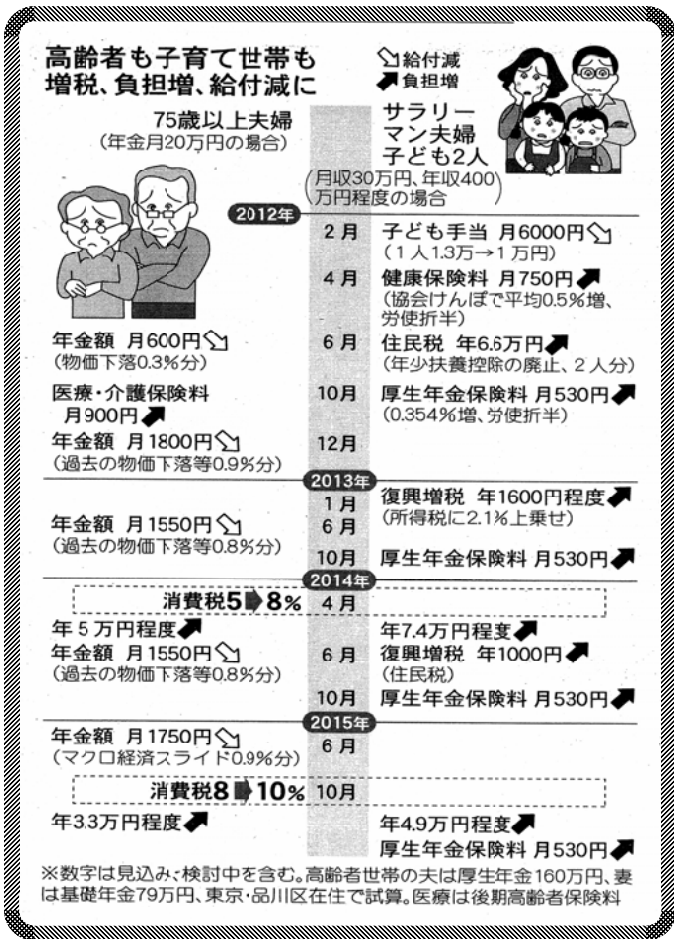 高齢者も子育て世帯も
増税、負担増、給付減に
給付減
負担増
75歳以上夫婦
(年金月20万円の場合)
サラリー
マン夫婦
子ども2人
(月収30万円、年収400
万円程度の場合)
2012年
2月 子ども手当 月6000円
(1人1.3万→1万円)
4月 健康保険料 月750円
(協会けんぽで平均0.5%増、
労使折半)
年金額 月600円 6月 住民税 年6.6万円
(物価下落0.3%分) (年少扶養控除の廃止、2人分)
医療・介護保険料 10月 厚生年金保険料 月530円
月900円 (0.354%増、労使折半)
年金額 月1800円 12月
(過去の物価下落等0.9%分)
2013年
1月 復興増税 年1600円程度
(所得税に2.1%上乗せ)
年金額 月1550円 6月
(過去の物価下落等0.8%分)
10月 厚生年金保険料 月530円
2014年
消費税5 8% 4月
年5万円程度 年7.4万円程度
年金額 月1550円 6月 復興増税 年1000円
(過去の物価下落等0.8%分) (住民税)
10月 厚生年金保険料 月530円
2015年
年金額 月1750円 6月
(マクロ経済スライド0.9%分)
消費税8 10% 10月
年3.3万円程度 年4.9万円程度
厚生年金保険料 月530円
※数字は見込み、検討中を含む。高齢者世帯の夫は厚生年金160万円、妻
は基礎年金79万円、東京・品川区在住で試算。医療は後期高齢者保険料